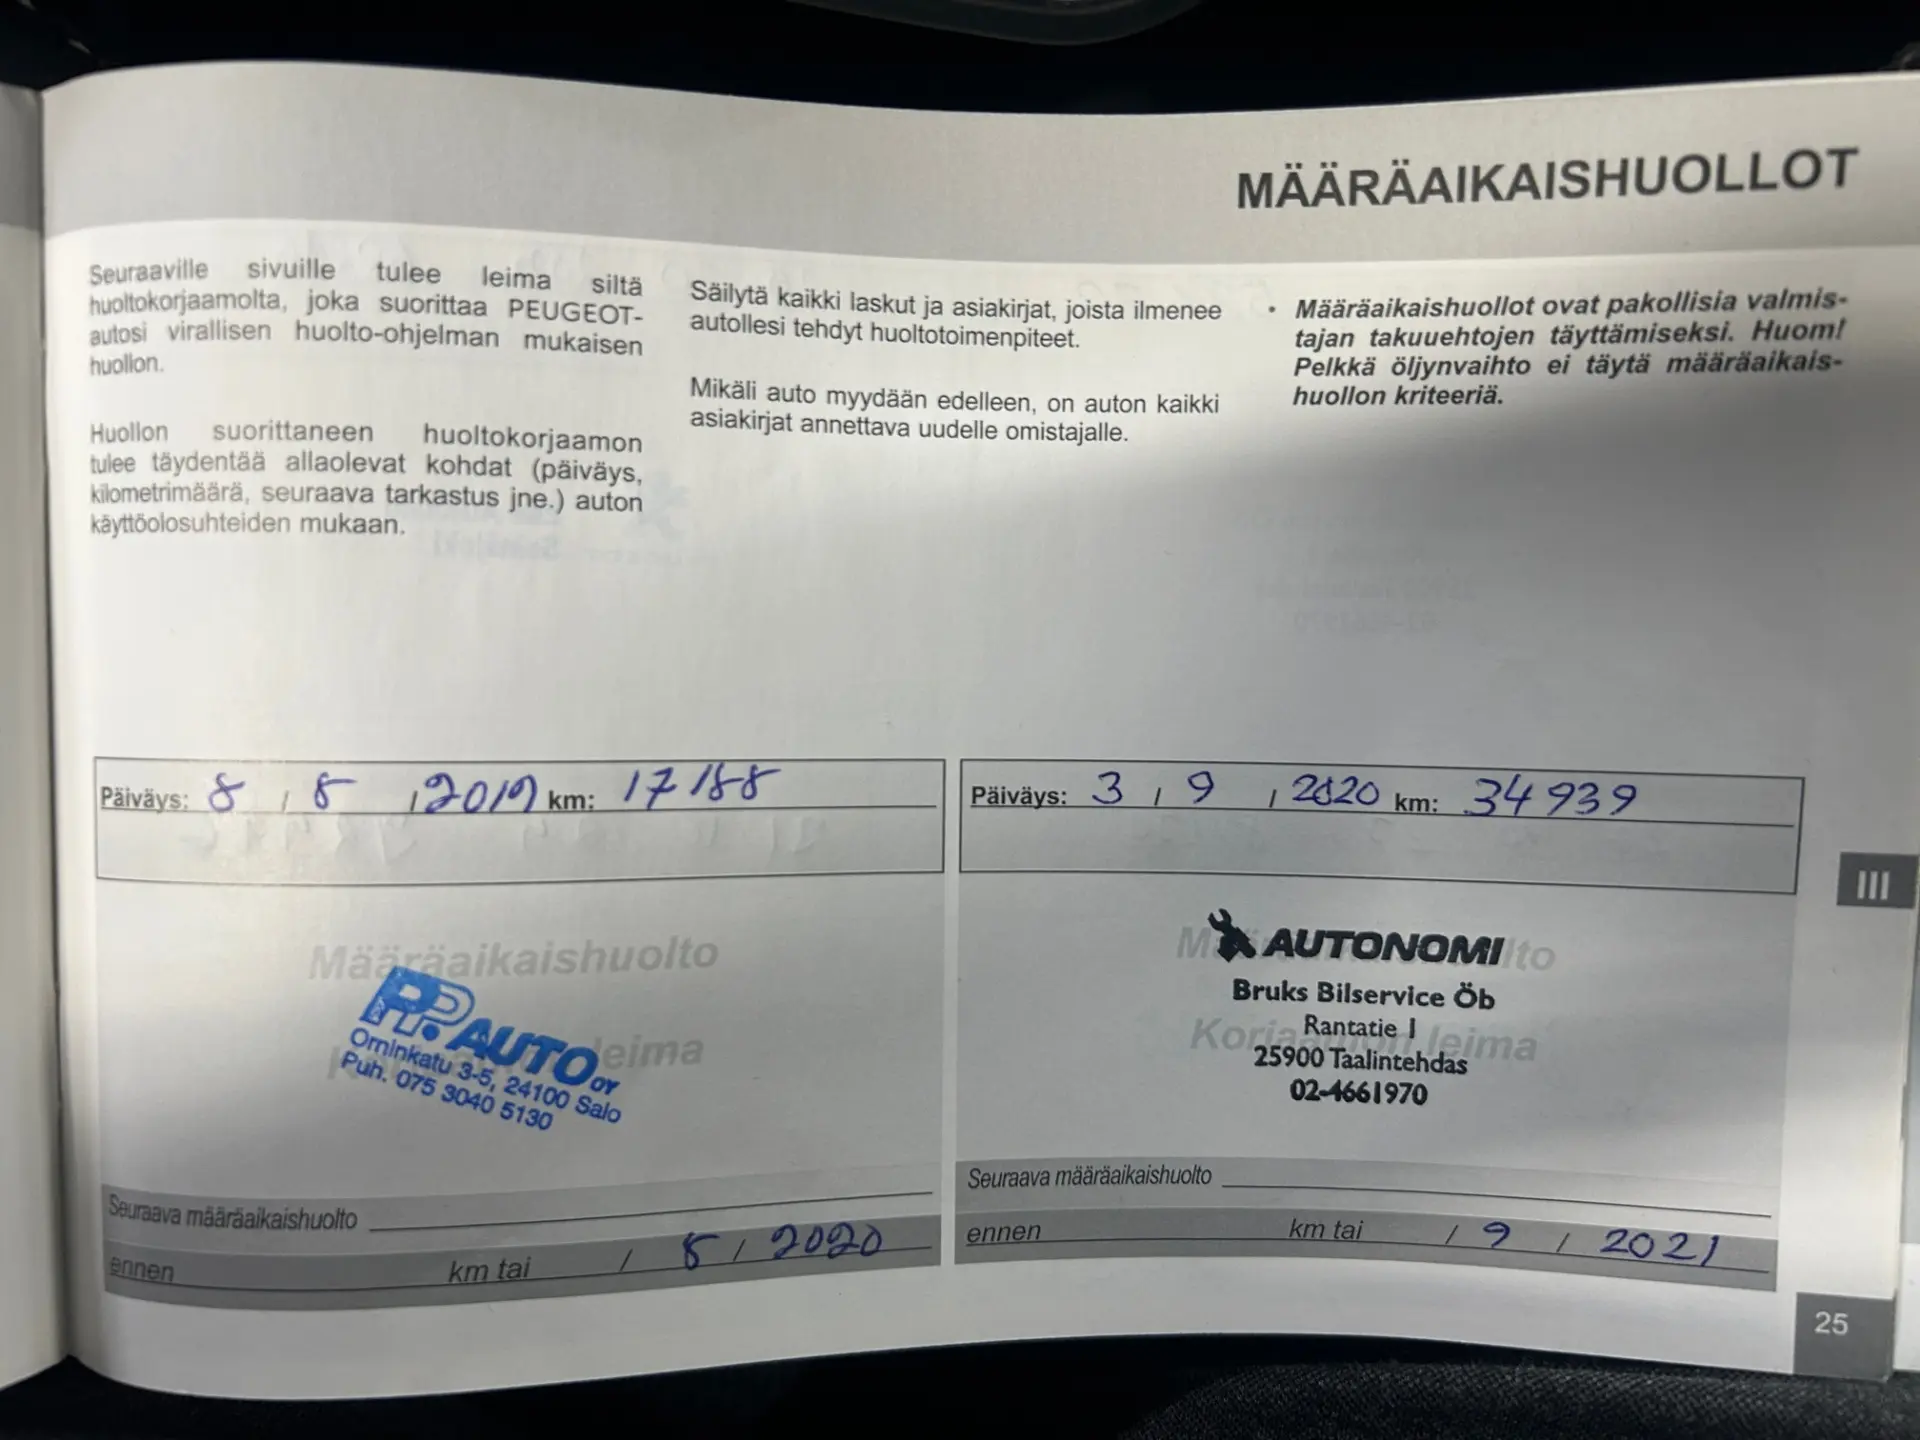 MÄÄRÄAIKAISHUOLLOT
Seuraaville sivuille tulee leima siltä
huoltokorjaamolta, joka suorittaa PEUGEOT-
autosi virallisen huolto-ohjelman mukaisen
huollon.
Huollon suorittaneen huoltokorjaamon
tulee täydentää allaolevat kohdat (päiväys,
kilometrimäärä, seuraava tarkastus jne.) auton
käyttöolosuhteiden mukaan.
Säilytä kaikki laskut ja asiakirjat, joista ilmenee
autollesi tehdyt huoltotoimenpiteet.
Mikäli auto myydään edelleen, on auton kaikki
asiakirjat annettava uudelle omistajalle.
• Määräaikaishuollot ovat pakollisia valmis-
tajan takuuehtojen täyttämiseksi. Huom!
Pelkkä öljynvaihto ei täytä määräaikais-
huollon kriteeriä.
Päiväys: 8 / 8 / 2019 km: 17188
Määräaikaishuolto
PP. AUTO OY
Korjaamon leima
Ominkatu 3-5, 24100 Salo
Puh. 075 3040 5130
Seuraava määräaikaishuolto
ennen km tai / 8 / 2020
Päiväys: 3 / 9 / 2020 km: 34939
Määräaikaishuolto
AUTONOMI
Bruks Bilservice Öb
Rantatie 1
Korjaamon leima
25900 Taalintehdas
02-4661970
Seuraava määräaikaishuolto
ennen km tai / 9 / 2021
III
25